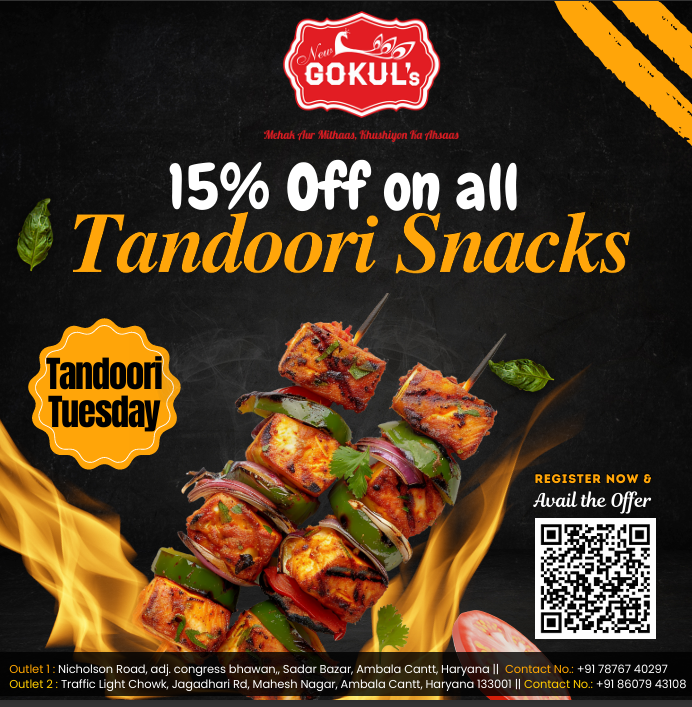 New
GOKUL's
Mehak Aur Mithaas, Khushiyon Ka Ahsaas
15% Off on all
Tandoori Snacks
Tandoori
Tuesday
REGISTER NOW &
Avail the Offer
Outlet 1 : Nicholson Road, adj. congress bhawan,, Sadar Bazar, Ambala Cantt, Haryana || Contact No.: +91 78767 40297
Outlet 2 : Traffic Light Chowk, Jagadhari Rd, Mahesh Nagar, Ambala Cantt, Haryana 133001 || Contact No.: +91 86079 43108